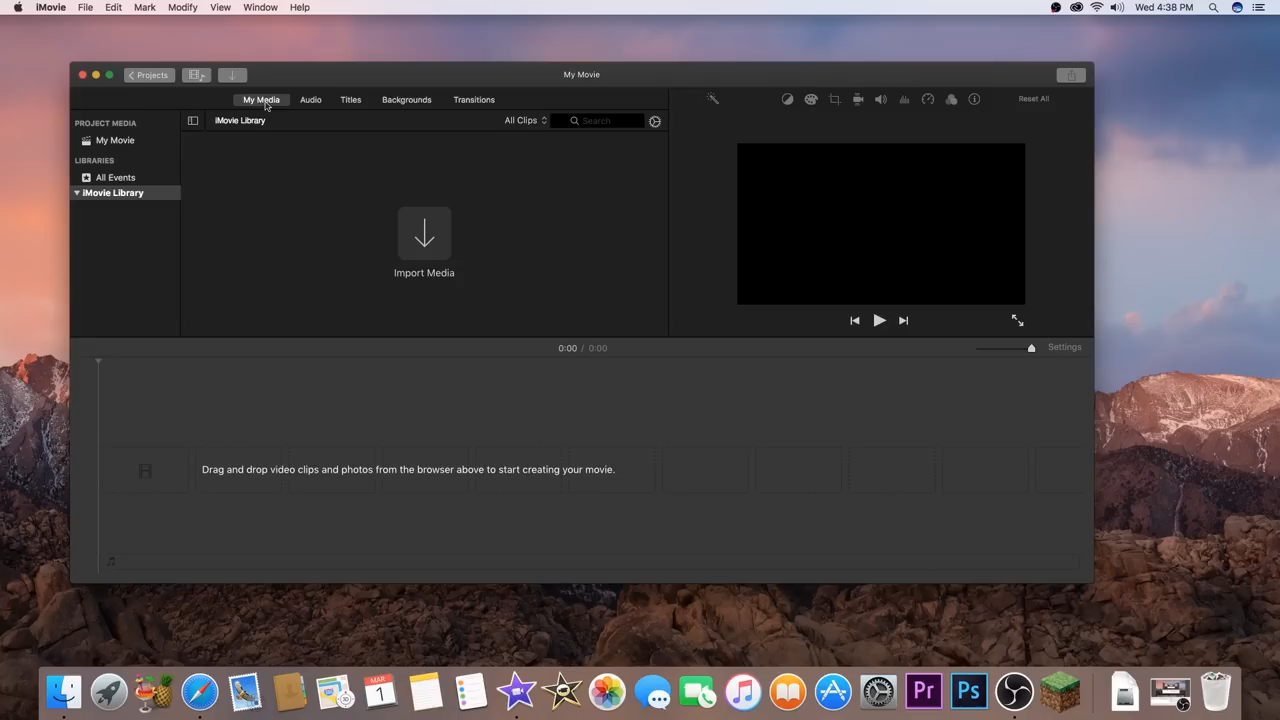 iMovie File Edit Mark Modify View Window Help
Wed 4:38 PM
Projects
My Movie
My Media Audio Titles Backgrounds Transitions
Reset All
PROJECT MEDIA
My Movie
LIBRARIES
All Events
iMovie Library
iMovie Library
All Clips
Search
Import Media
0:00 / 0:00
Settings
Drag and drop video clips and photos from the browser above to start creating your movie.
MAR
1
Pr
Ps